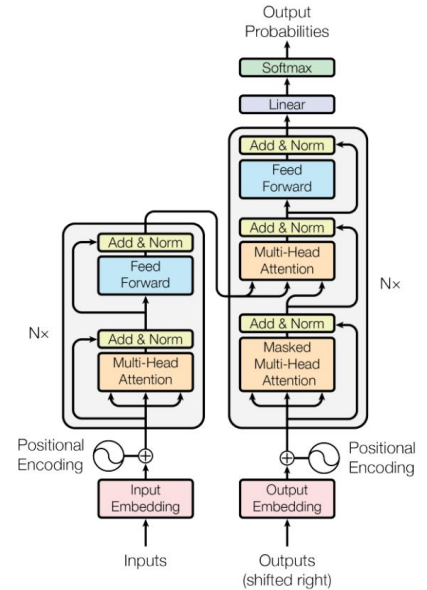 Output
Probabilities
Softmax
Linear
Add & Norm
Feed
Forward
Add & Norm
Multi-Head
Attention
Add & Norm
Masked
Multi-Head
Attention
Nx
Positional
Encoding
Output
Embedding
Outputs
(shifted right)
Add & Norm
Feed
Forward
Add & Norm
Multi-Head
Attention
N×
Positional
Encoding
Input
Embedding
Inputs